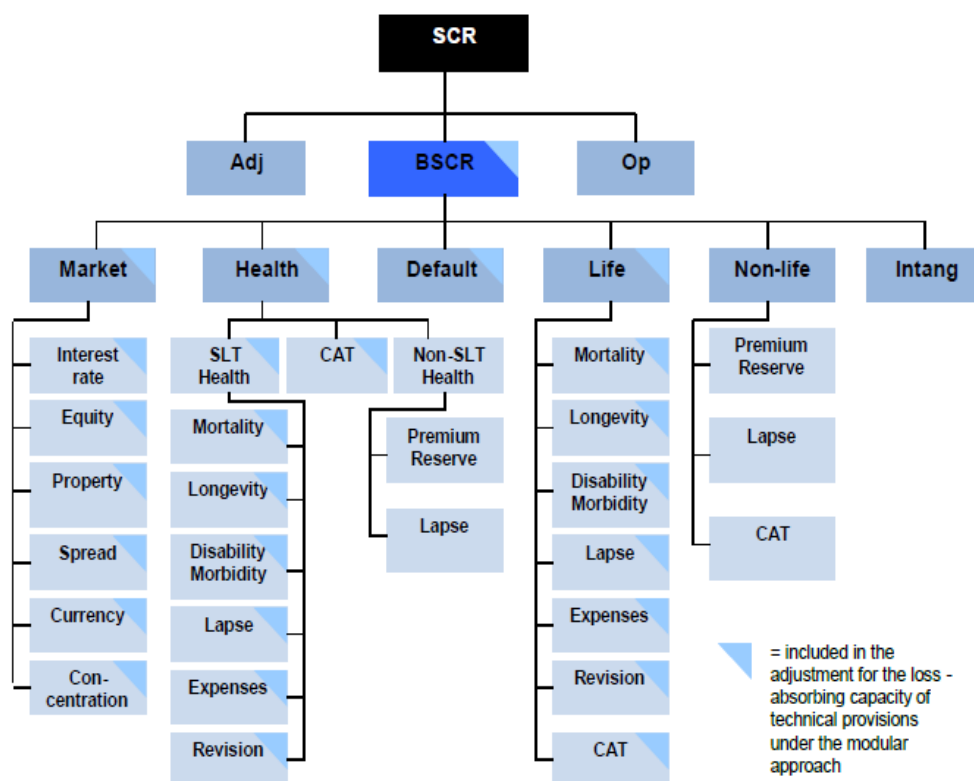 SCR
Adj
BSCR
Op
Market
Health
Default
Life
Non-life
Intang
Interest
rate
Equity
Property
Spread
Currency
Con-
centration
SLT
Health
CAT
Non-SLT
Health
Mortality
Longevity
Disability
Morbidity
Lapse
Expenses
Revision
Premium
Reserve
Lapse
Mortality
Longevity
Disability
Morbidity
Lapse
Expenses
Revision
CAT
Premium
Reserve
Lapse
CAT
= included in the
adjustment for the loss -
absorbing capacity of
technical provisions
under the modular
approach